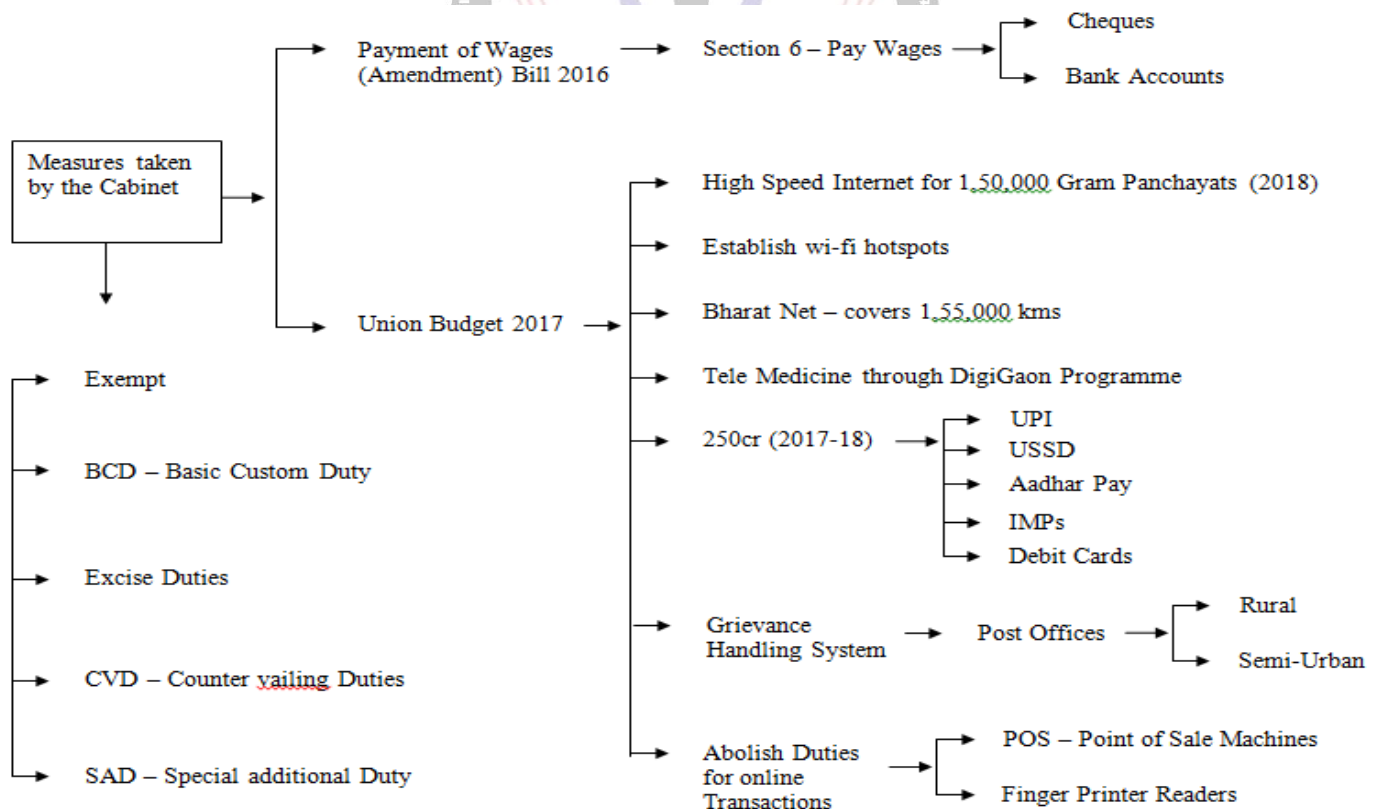 Cheques
Payment of Wages
(Amendment) Bill 2016
Section 6 – Pay Wages
Bank Accounts
Measures taken
by the Cabinet
High Speed Internet for 1,50,000 Gram Panchayats (2018)
Establish wi-fi hotspots
Bharat Net – covers 1,55,000 kms
Union Budget 2017
Tele Medicine through DigiGaon Programme
250cr (2017-18)
UPI
USSD
Aadhar Pay
IMPs
Debit Cards
Grievance
Handling System
Post Offices
Rural
Semi-Urban
Abolish Duties
for online
Transactions
POS – Point of Sale Machines
Finger Printer Readers
Exempt
BCD – Basic Custom Duty
Excise Duties
CVD – Counter vailing Duties
SAD – Special additional Duty